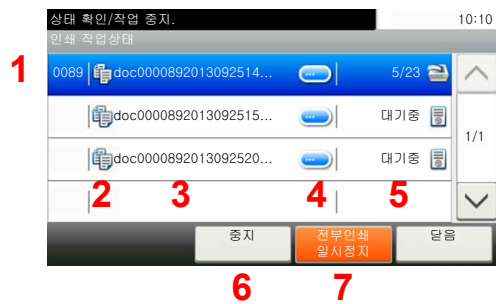 상태 확인/작업 중지.
10:10
인쇄 작업상태
1
0089 doc0000892013092514... 5/23
doc0000892013092515... 대기중
1/1
doc0000892013092520... 대기중
2 3 4 5
중지
전부인쇄
일시정지
닫음
6 7